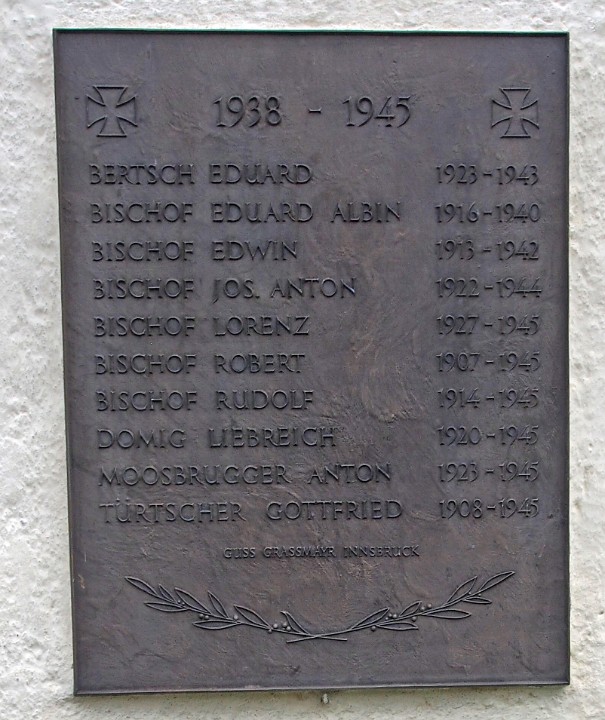 1938 - 1945
BERTSCH EDUARD 1923-1943
BISCHOF EDUARD ALBIN 1916-1940
BISCHOF EDWIN 1913-1942
BISCHOF JOS. ANTON 1922-1944
BISCHOF LORENZ 1927-1945
BISCHOF ROBERT 1907-1945
BISCHOF RUDOLF 1914-1945
DOMIG LIEBREICH 1920-1945
MOOSBRUGGER ANTON 1923-1945
TÜRTSCHER GOTTFRIED 1908-1945
GUSS GRASSMAYR INNSBRUCK